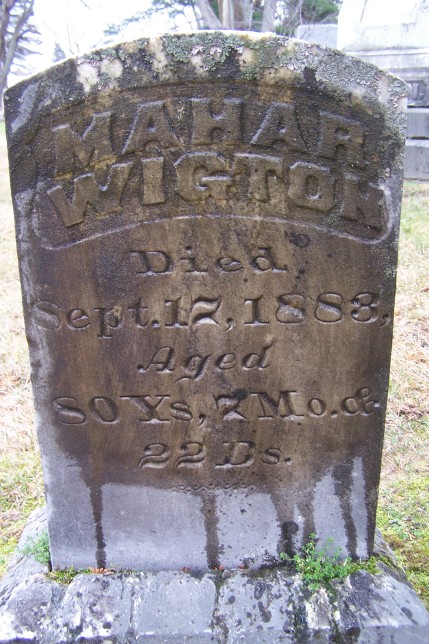 MAHAR
WIGTON
Died
Sept. 17, 1883,
Aged
80 Ys, 7 Mo. &
22 Ds.